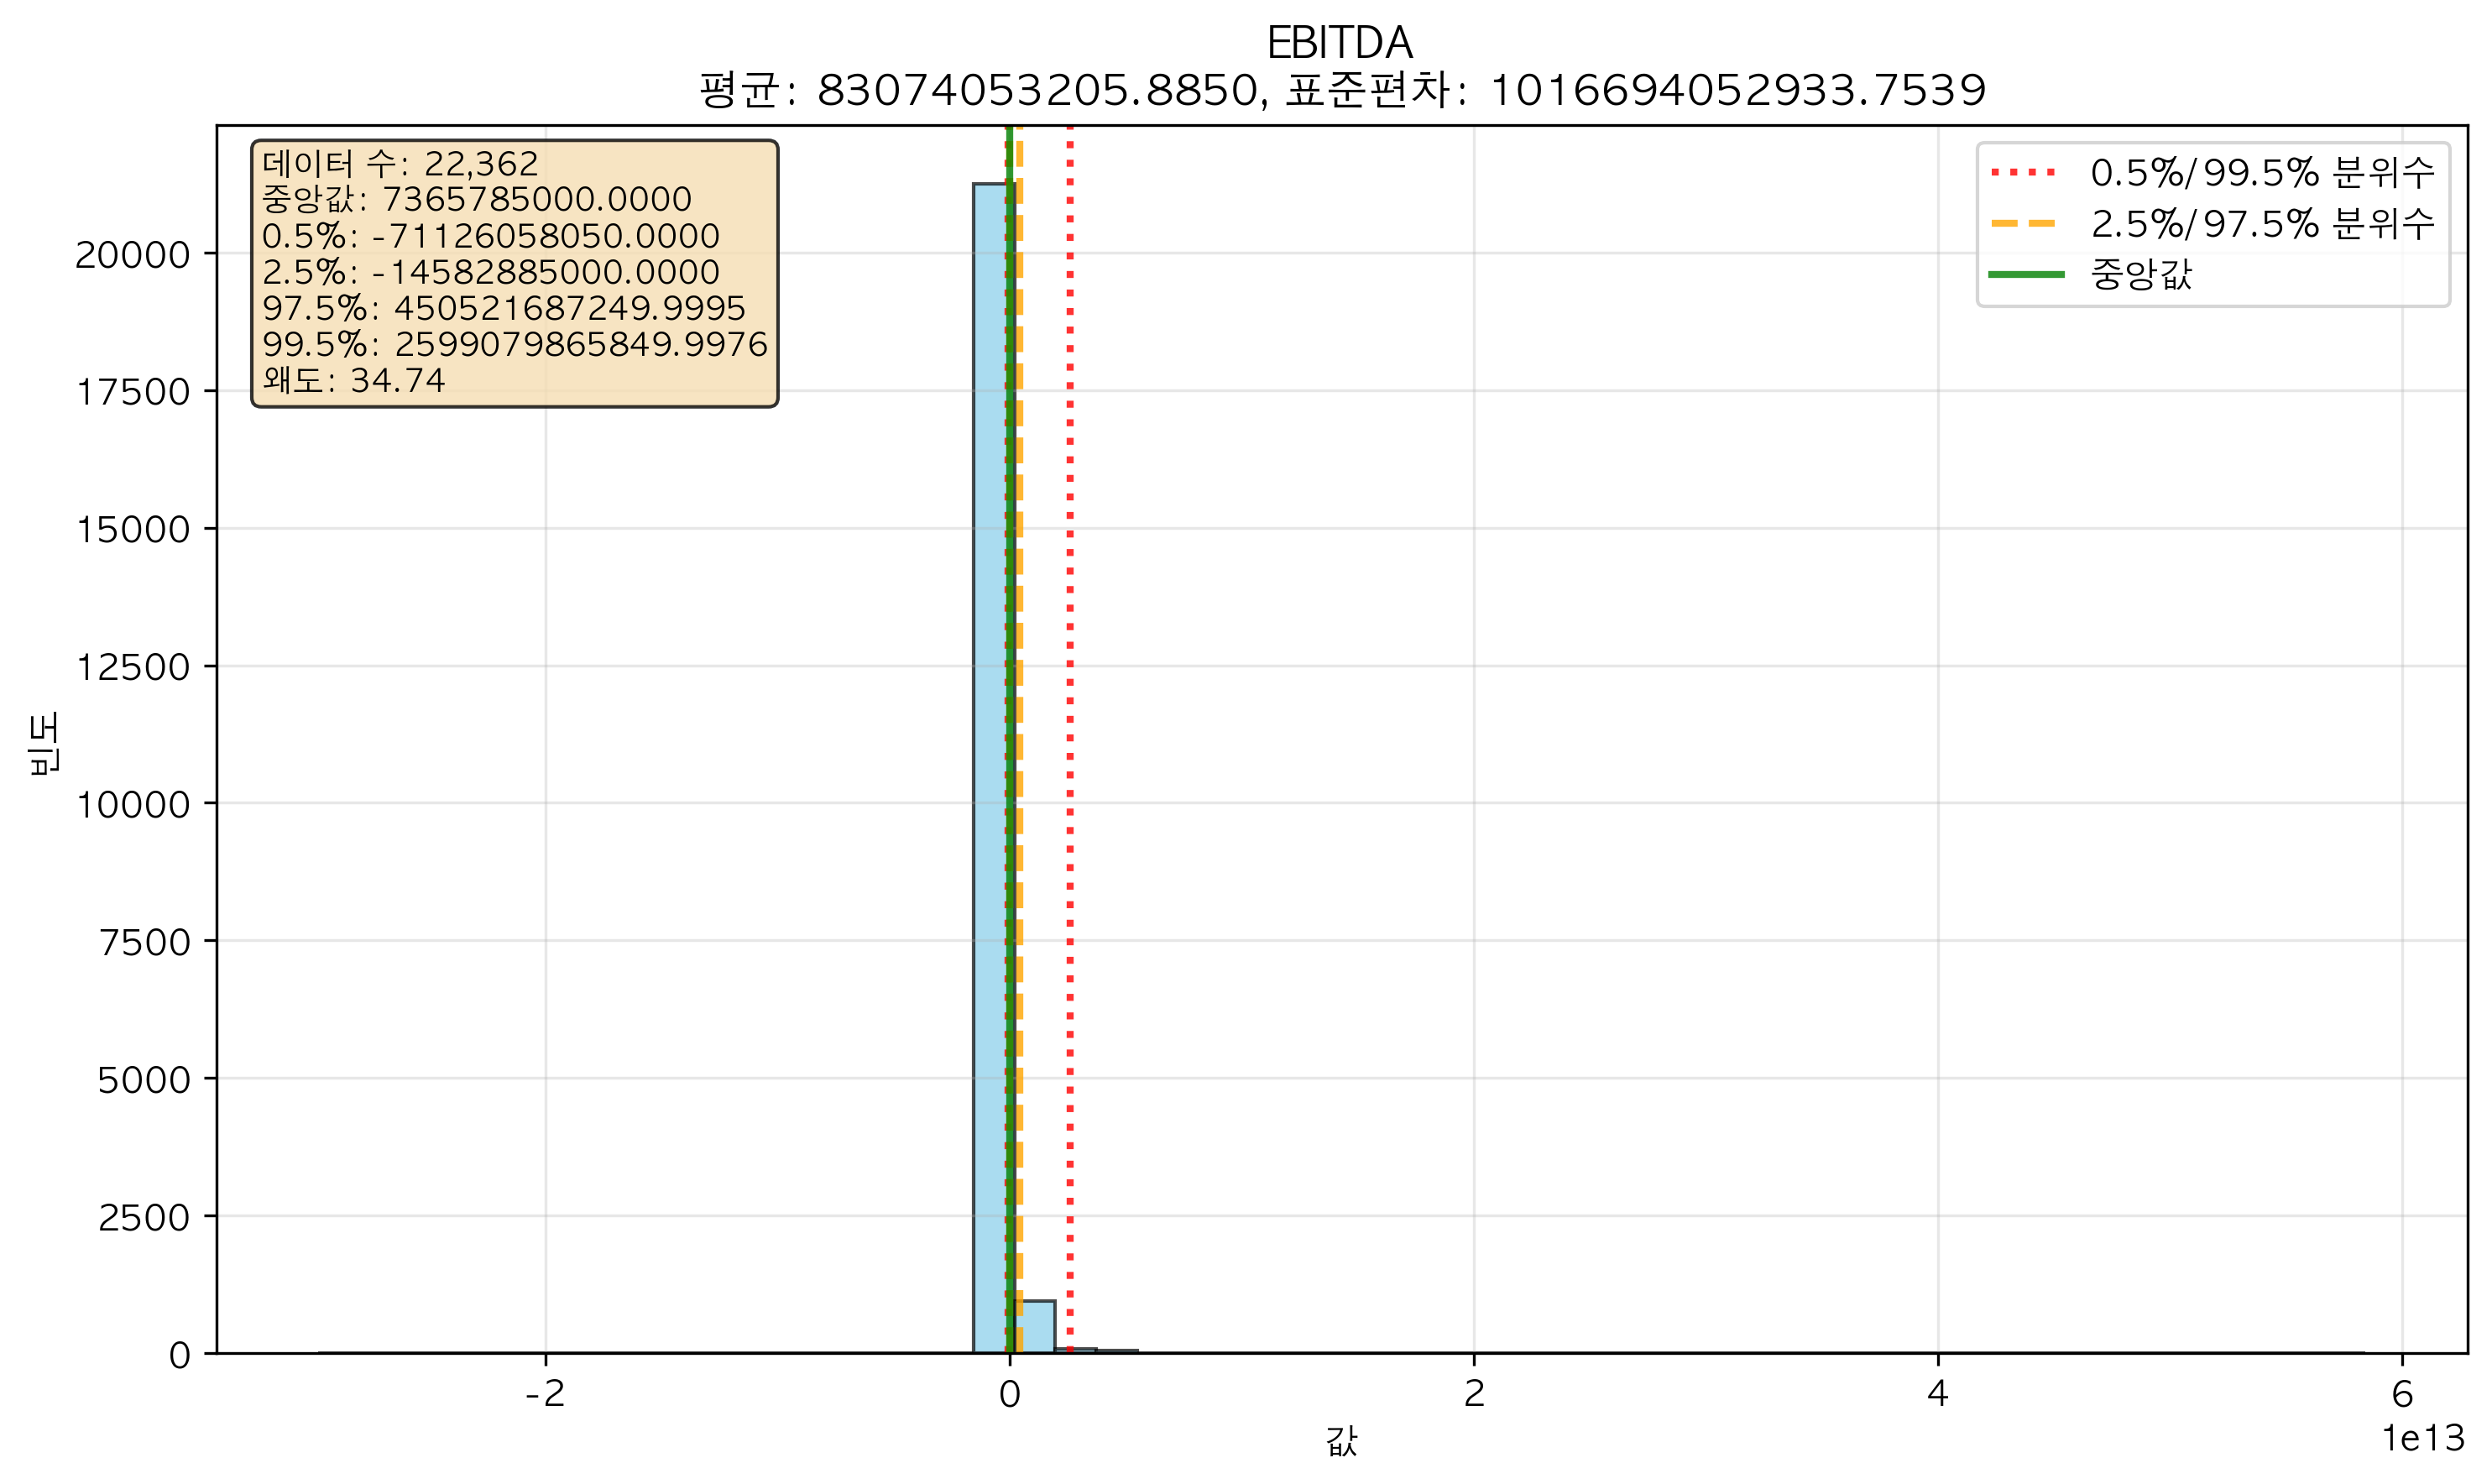 EBITDA
평균: 83074053205.8850, 표준편차: 1016694052933.7539
데이터 수: 22,362
중앙값: 7365785000.0000
0.5%: -71126058050.0000
2.5%: -14582885000.0000
97.5%: 450521687249.9995
99.5%: 2599079865849.9976
왜도: 34.74
0.5%/99.5% 분위수
2.5%/97.5% 분위수
중앙값
20000
17500
15000
12500
10000
7500
5000
2500
0
빈도
-2
0
2
4
6
1e13
값